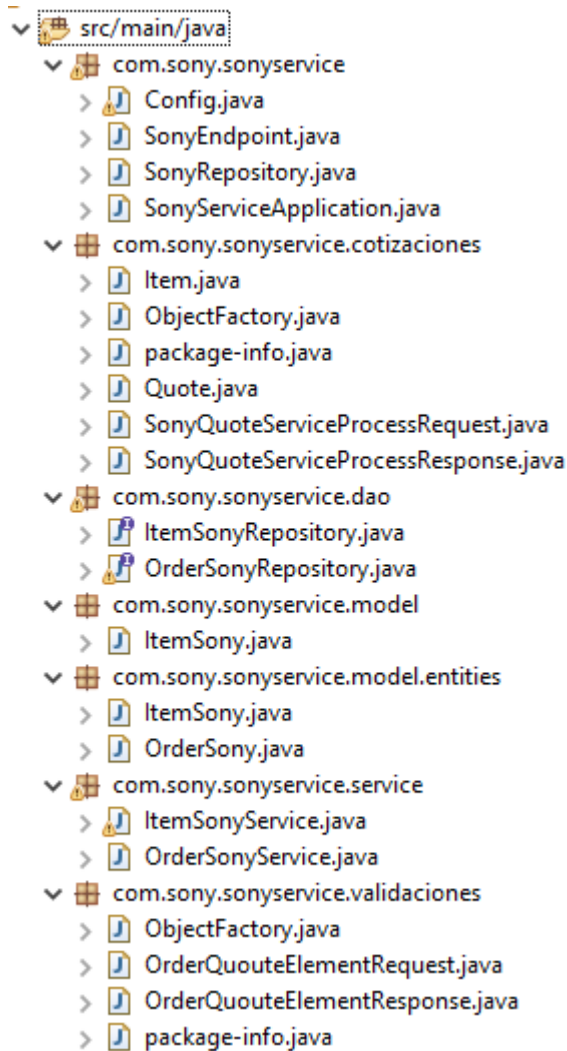 src/main/java
com.sony.sonyservice
Config.java
SonyEndpoint.java
SonyRepository.java
SonyServiceApplication.java
com.sony.sonyservice.cotizaciones
Item.java
ObjectFactory.java
package-info.java
Quote.java
SonyQuoteServiceProcessRequest.java
SonyQuoteServiceProcessResponse.java
com.sony.sonyservice.dao
ItemSonyRepository.java
OrderSonyRepository.java
com.sony.sonyservice.model
ItemSony.java
com.sony.sonyservice.model.entities
ItemSony.java
OrderSony.java
com.sony.sonyservice.service
ItemSonyService.java
OrderSonyService.java
com.sony.sonyservice.validaciones
ObjectFactory.java
OrderQuouteElementRequest.java
OrderQuouteElementResponse.java
package-info.java